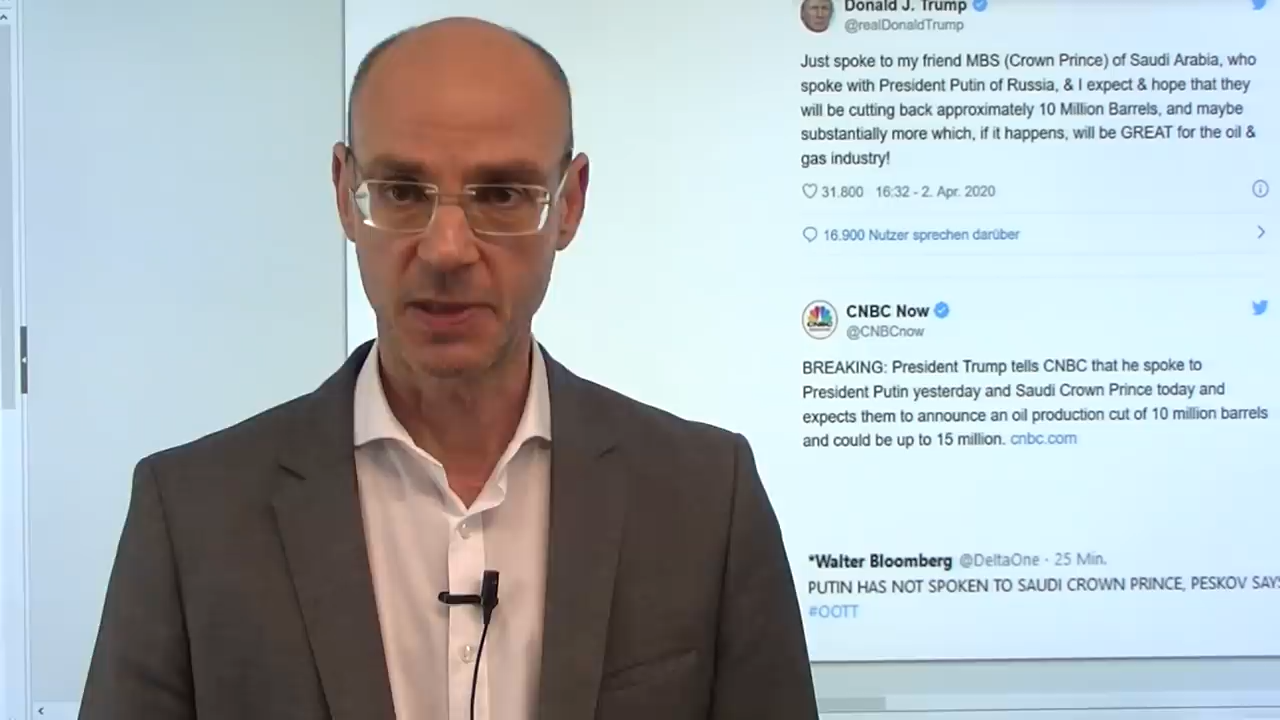 Donald J. Trump
@realDonaldTrump
Just spoke to my friend MBS (Crown Prince) of Saudi Arabia, who
spoke with President Putin of Russia, & I expect & hope that they
will be cutting back approximately 10 Million Barrels, and maybe
substantially more which, if it happens, will be GREAT for the oil &
gas industry!
31.800 16:32 - 2. Apr. 2020
16.900 Nutzer sprechen darüber
CNBC Now
@CNBCnow
BREAKING: President Trump tells CNBC that he spoke to
President Putin yesterday and Saudi Crown Prince today and
expects them to announce an oil production cut of 10 million barrels
and could be up to 15 million. cnbc.com
*Walter Bloomberg @DeltaOne · 25 Min.
PUTIN HAS NOT SPOKEN TO SAUDI CROWN PRINCE, PESKOV SAYS
#OOTT